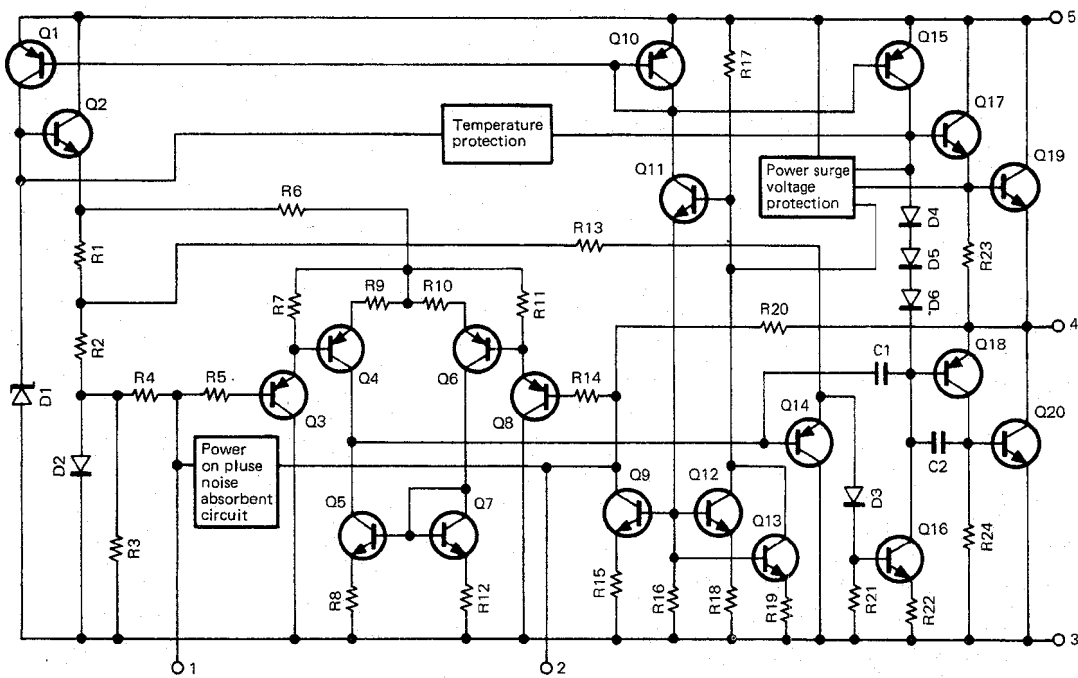 5
Q1
Q10
Q15
R17
Q2
Q17
Temperature
protection
Q19
Q11
Power surge
voltage
protection
R6
D4
R13
R1
D5
R23
R7
R9
R10
R11
D6
R20
4
R2
C1
Q18
Q4
Q6
R4
R5
R14
D1
Q3
Q8
Q14
Q20
D2
Power
on pluse
noise
absorbent
circuit
C2
Q5
Q7
Q9
Q12
D3
Q13
Q16
R3
R24
R8
R12
R15
R16
R18
R19
R21
R22
3
1
2